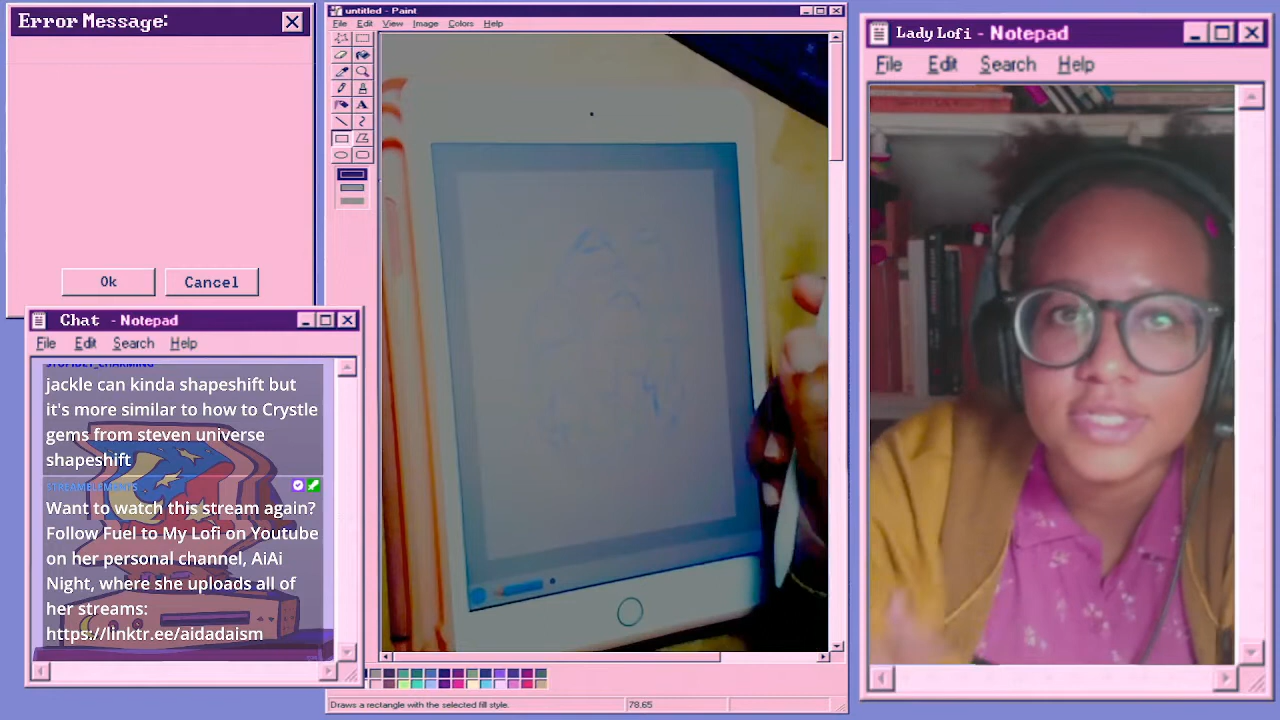 Error Message:
Ok
Cancel
untitled - Paint
File Edit View Image Colors Help
Draws a rectangle with the selected fill style.
78.65
Chat - Notepad
File Edit Search Help
STUPIDLY_CHARMING
jackle can kinda shapeshift but
it's more similar to how to Crystle
gems from steven universe
shapeshift
STREAMELEMENTS
Want to watch this stream again?
Follow Fuel to My Lofi on Youtube
on her personal channel, AiAi
Night, where she uploads all of
her streams:
https://linktr.ee/aidadaism
Lady Lofi - Notepad
File Edit Search Help